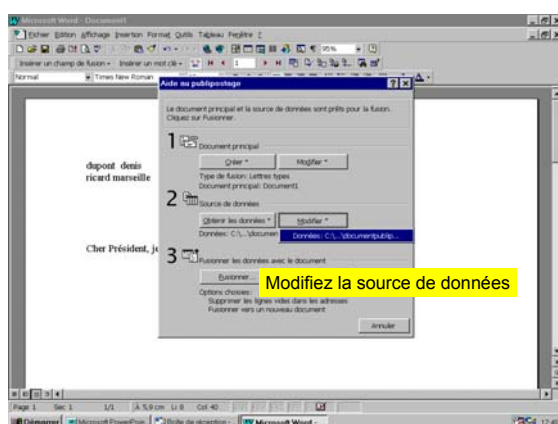 Microsoft Word - Document1
Fichier Edition Affichage Insertion Format Outils Tableau Fenêtre ?
95%
Insérer un champ de fusion Insérer un mot clé 1
Normal Times New Roman
Aide au publipostage
Le document principal et la source de données sont prêts pour la fusion.
Cliquez sur Fusionner.
1 Document principal
Créer Modifier
Type de fusion: Lettres types
Document principal: Document1
2 Source de données
Obtenir les données Modifier
Données: C:\...\documen
Données: C:\...\documentpublip...
3 Fusionner les données avec le document
Fusionner...
Options choisies:
Supprimer les lignes vides dans les adresses
Fusionner vers un nouveau document
Annuler
dupont denis
ricard marseille
Cher Président, je
Modifiez la source de données
Page 1 Sec 1 1/1 À 5,9 cm Li 8 Col 40
Démarrer Microsoft PowerPoin Boîte de réception - Microsoft Word -